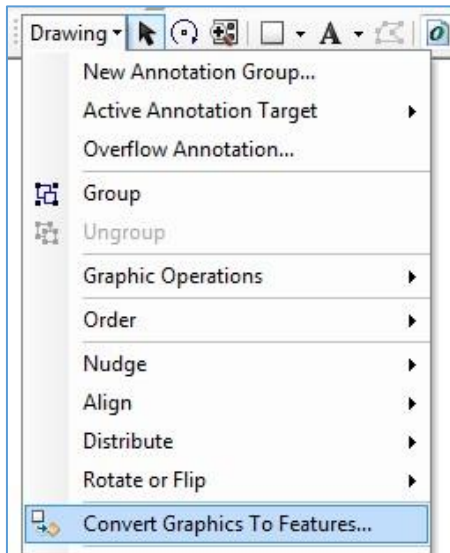 Drawing A
New Annotation Group...
Active Annotation Target
Overflow Annotation...
Group
Ungroup
Graphic Operations
Order
Nudge
Align
Distribute
Rotate or Flip
Convert Graphics To Features...